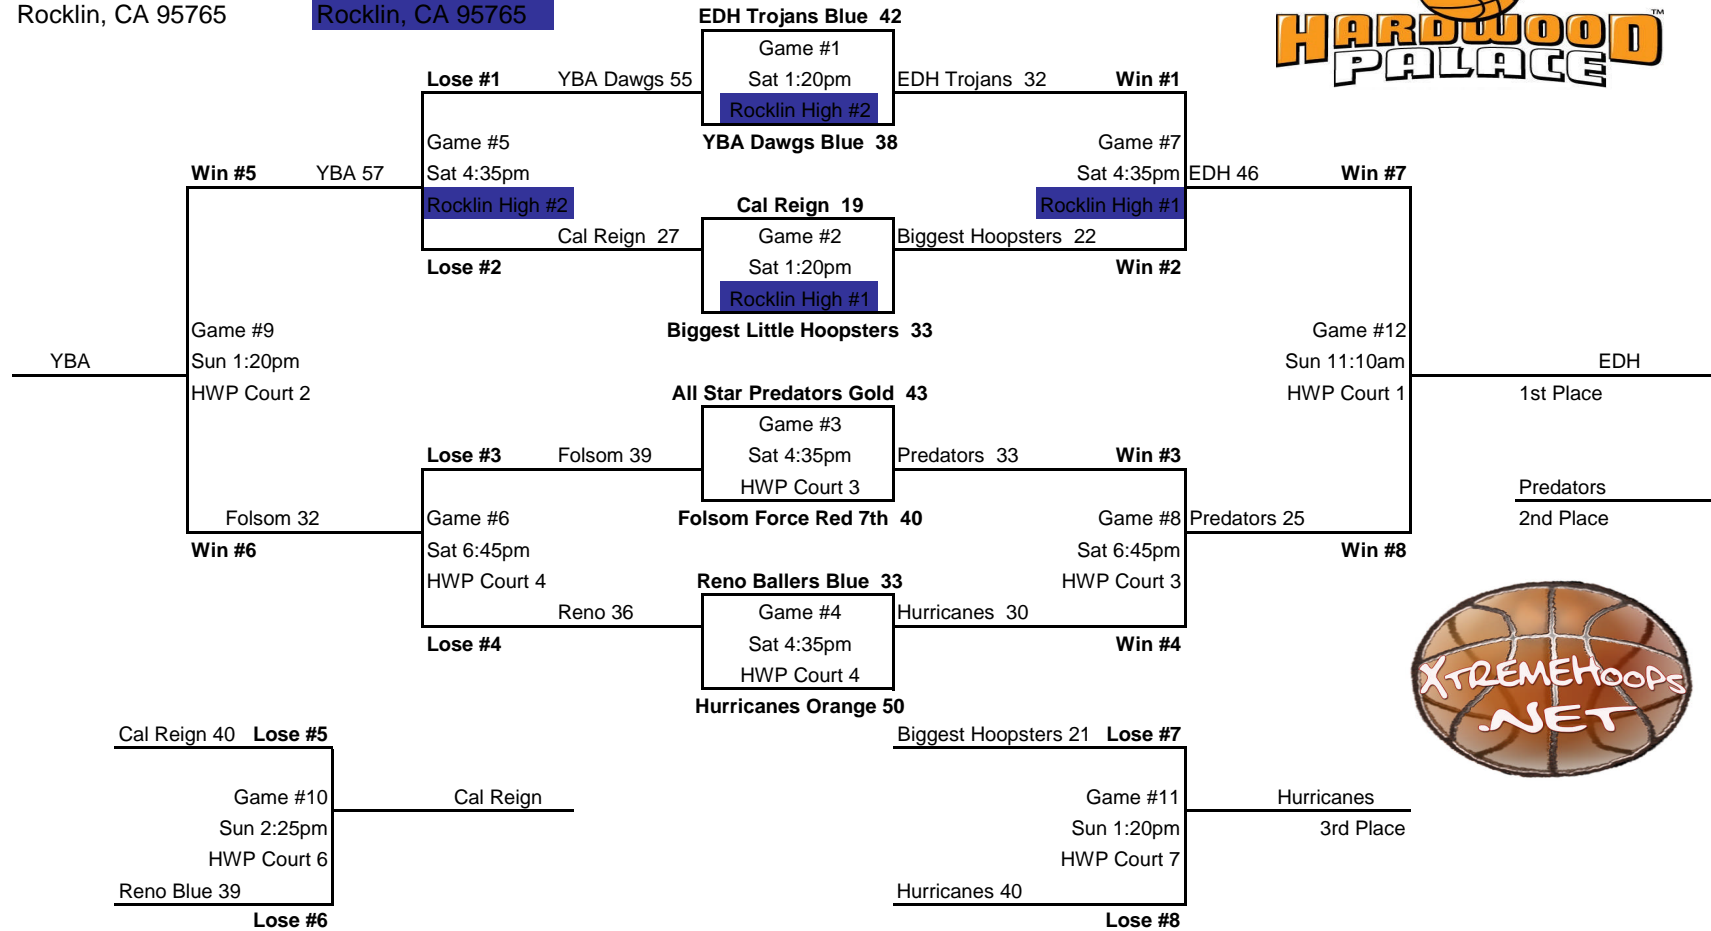 Rocklin, CA 95765
Rocklin, CA 95765
HARDWOOD
PALACE
TM
EDH Trojans Blue 42
Game #1
Sat 1:20pm
Rocklin High #2
YBA Dawgs Blue 38
Lose #1
YBA Dawgs 55
EDH Trojans 32
Win #1
Game #5
Sat 4:35pm
Rocklin High #2
Game #7
Sat 4:35pm
Rocklin High #1
Win #5
YBA 57
EDH 46
Win #7
Cal Reign 19
Game #2
Sat 1:20pm
Rocklin High #1
Biggest Little Hoopsters 33
Cal Reign 27
Lose #2
Biggest Hoopsters 22
Win #2
Game #9
Sun 1:20pm
HWP Court 2
YBA
Game #12
Sun 11:10am
HWP Court 1
EDH
1st Place
All Star Predators Gold 43
Game #3
Sat 4:35pm
HWP Court 3
Folsom Force Red 7th 40
Lose #3
Folsom 39
Predators 33
Win #3
Predators
2nd Place
Folsom 32
Win #6
Game #6
Sat 6:45pm
HWP Court 4
Game #8
Sat 6:45pm
HWP Court 3
Predators 25
Win #8
Reno Ballers Blue 33
Game #4
Sat 4:35pm
HWP Court 4
Hurricanes Orange 50
Reno 36
Lose #4
Hurricanes 30
Win #4
XTREMEHOOPS
.NET
Cal Reign 40 Lose #5
Game #10
Sun 2:25pm
HWP Court 6
Reno Blue 39
Lose #6
Cal Reign
Biggest Hoopsters 21 Lose #7
Game #11
Sun 1:20pm
HWP Court 7
Hurricanes 40
Lose #8
Hurricanes
3rd Place